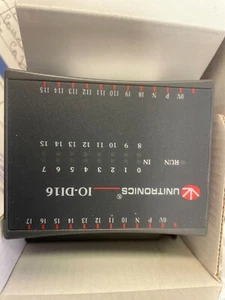 I7 I6 I5 I4 I3 I2 I1 I0 N P 0V
UNITRONICS® IO-DI16
0 1 2 3 4 5 6 7
RUN IN
8 9 10 11 12 13 14 15
0V P N I8 I9 I10 I11 I12 I13 I14 I15